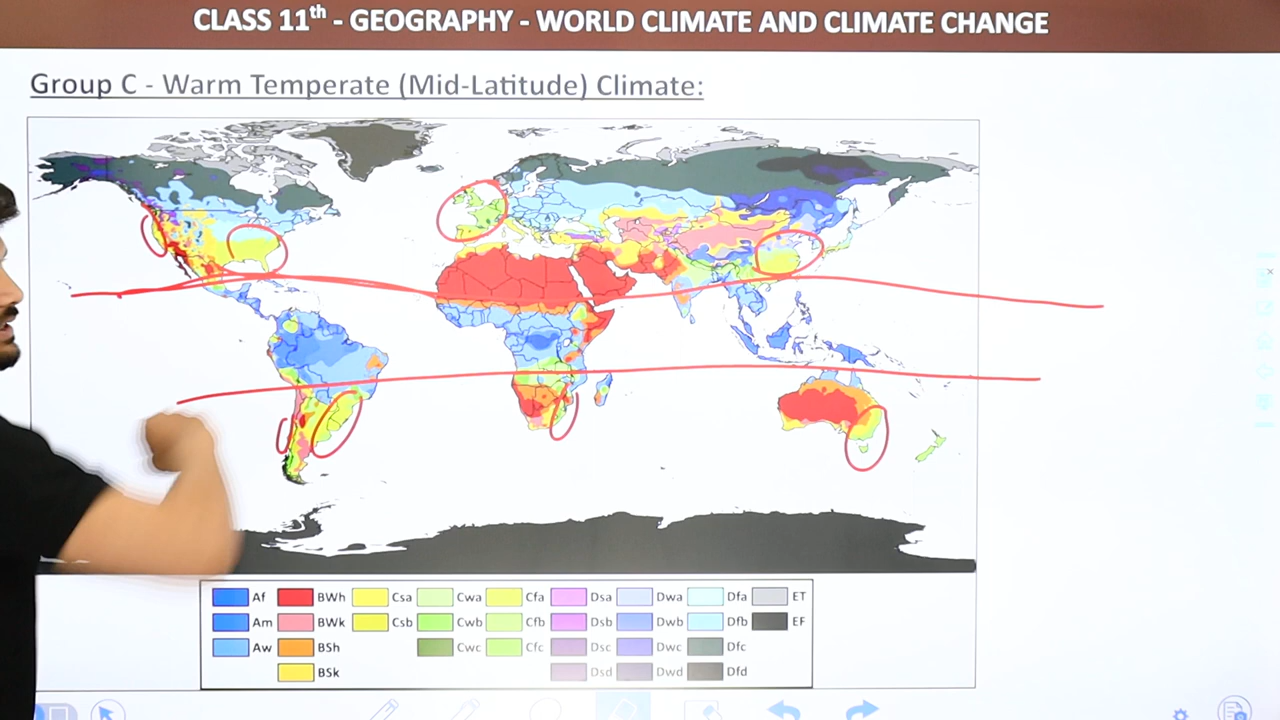 CLASS 11th - GEOGRAPHY - WORLD CLIMATE AND CLIMATE CHANGE
Group C - Warm Temperate (Mid-Latitude) Climate:
Af BWh Csa Cwa Cfa Dsa Dwa Dfa ET
Am BWk Csb Cwb Cfb Dsb Dwb Dfb EF
Aw BSh Cwc Cfc Dsc Dwc Dfc
BSk Dsd Dwd Dfd